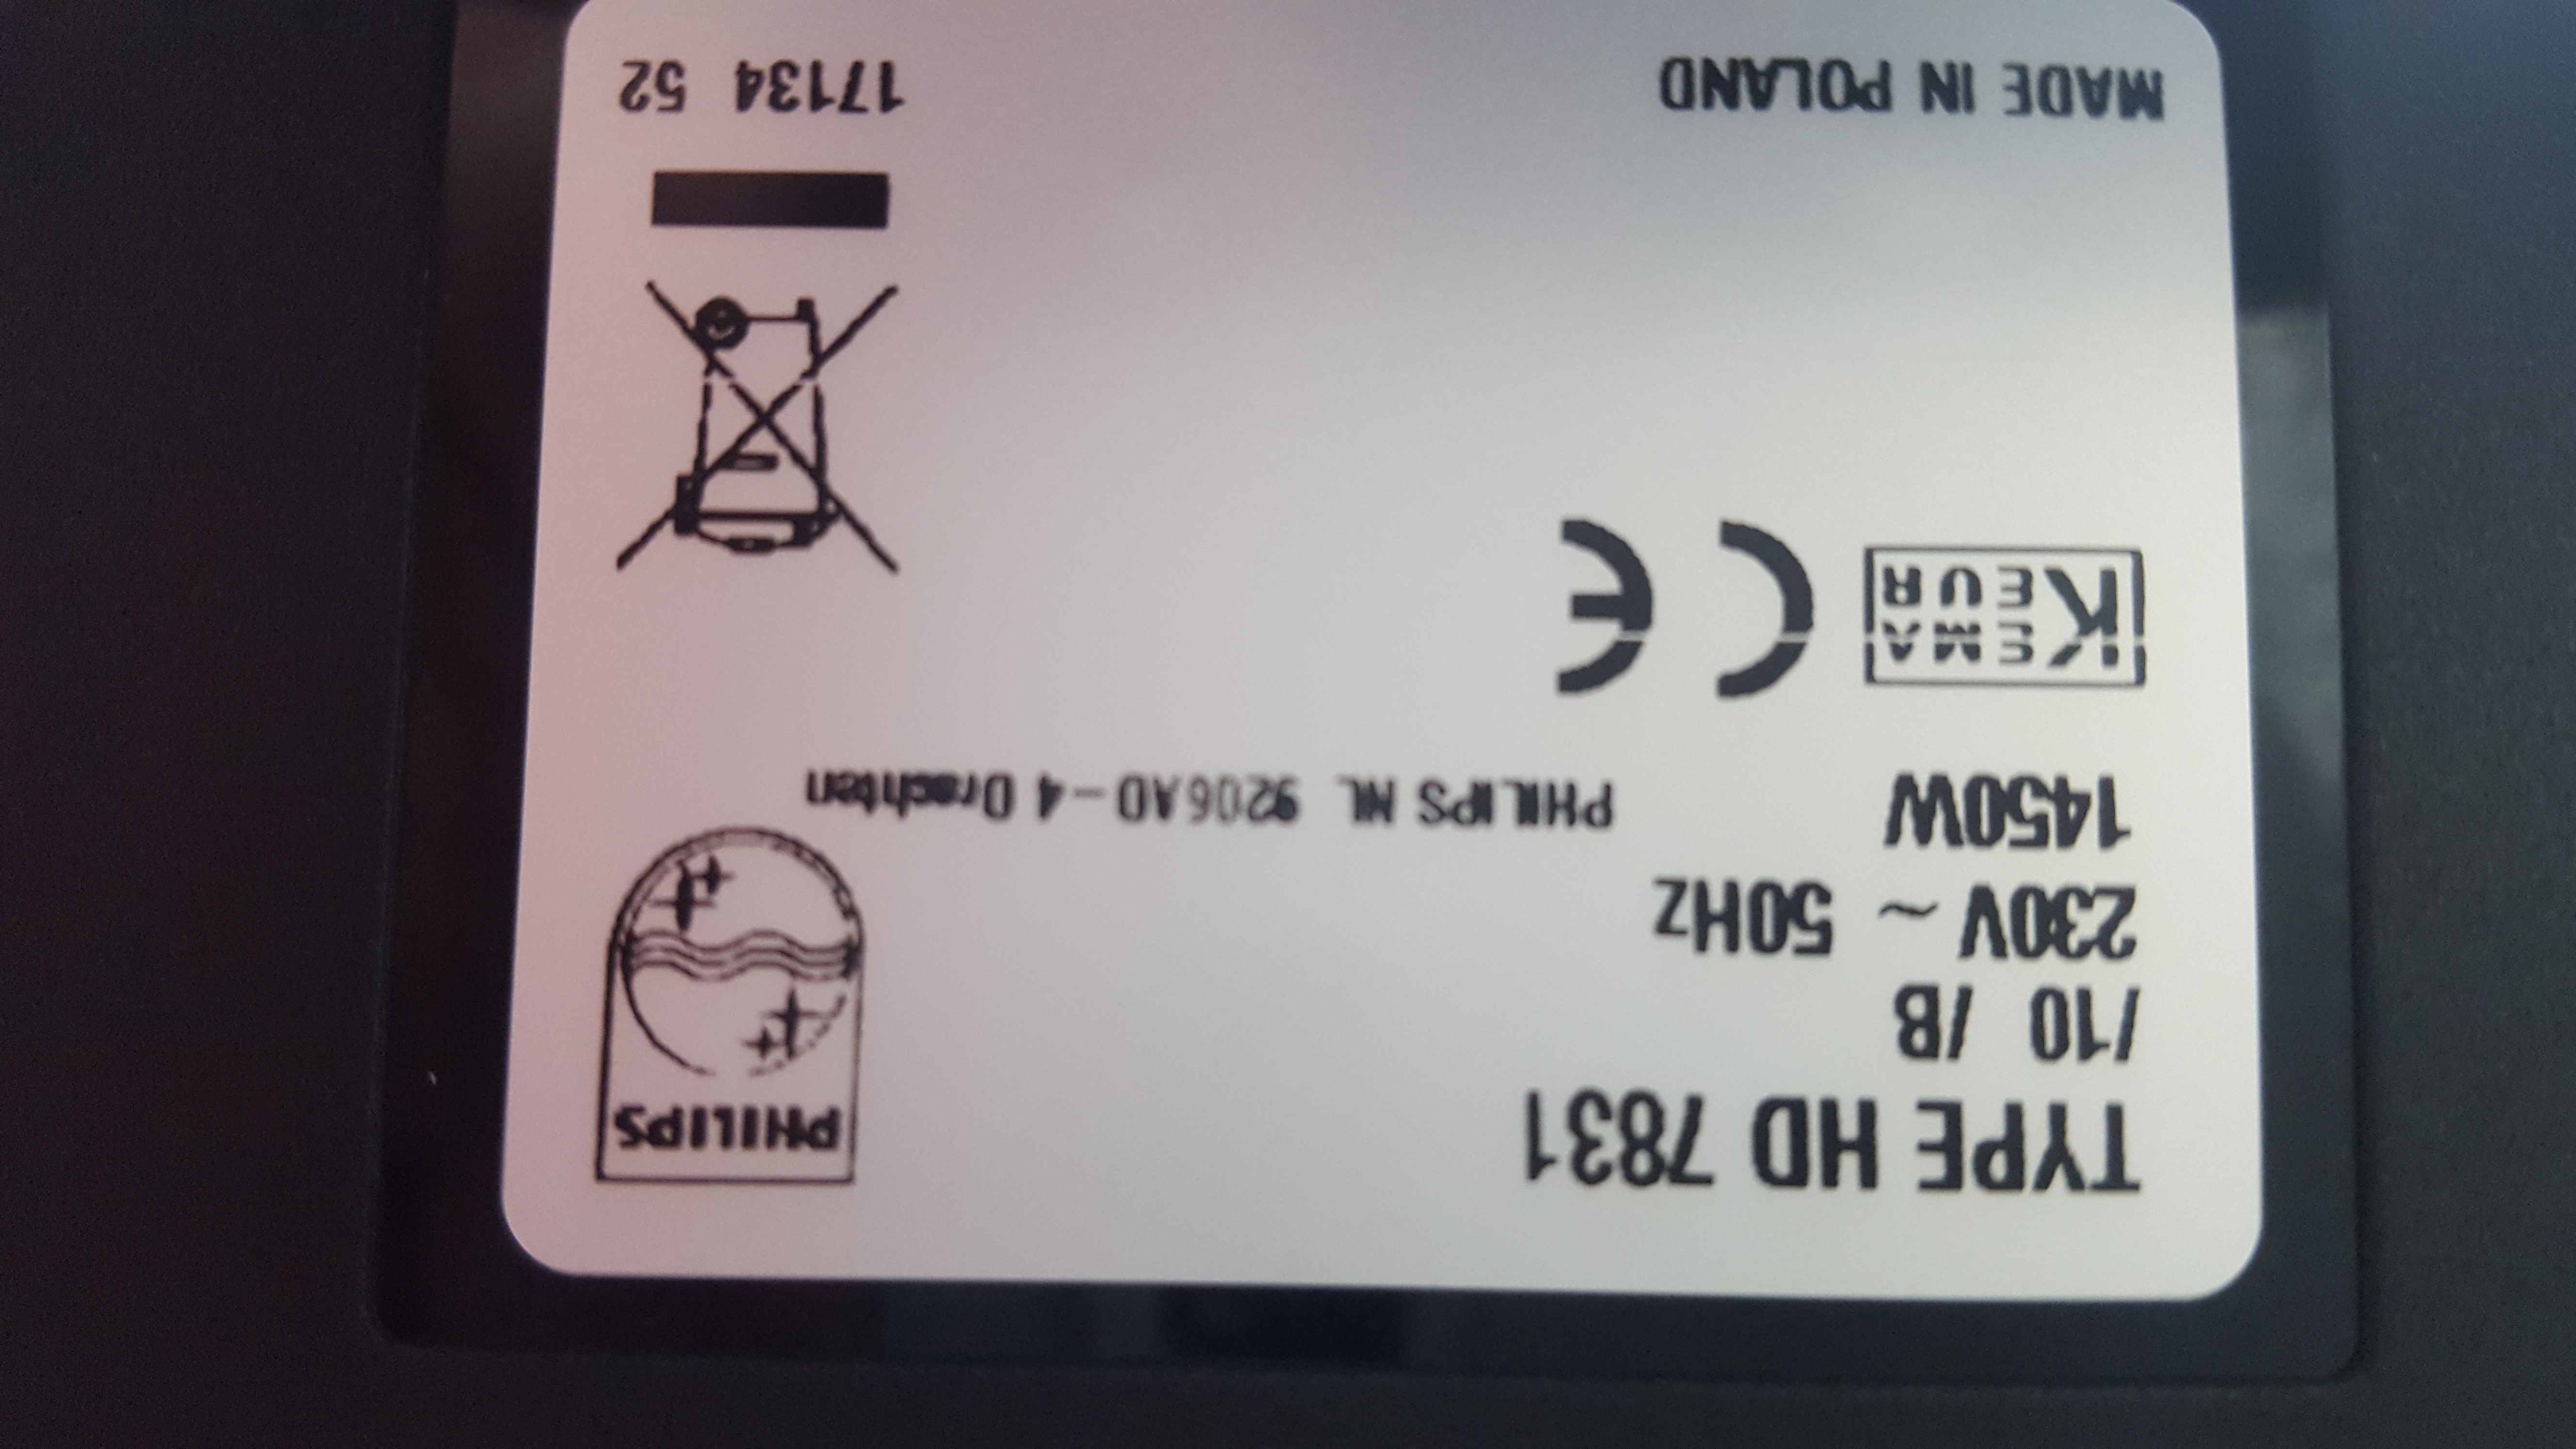 TYPE HD 7831
/10 /B
230V ~ 50Hz
1450W
PHILIPS
PHILIPS NL 9206AD-4 Drachten
KEMA
KEUR
CE
MADE IN POLAND
17134 52